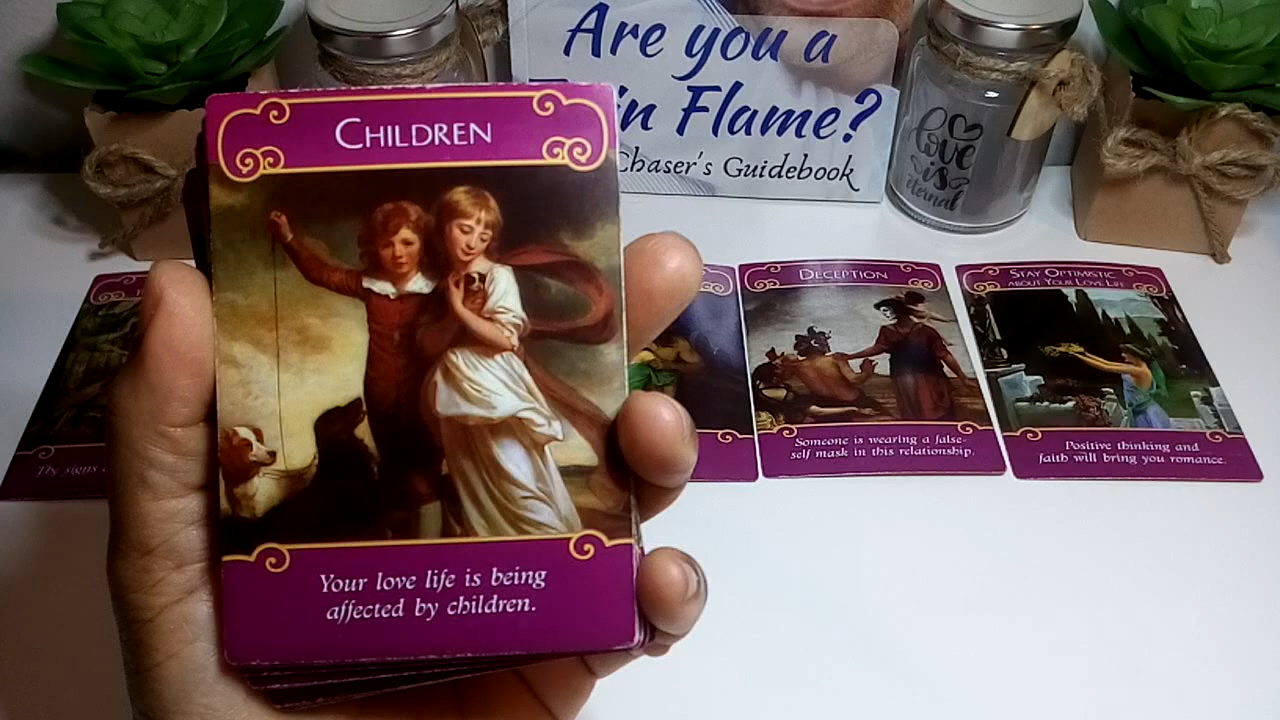 Are you a
in Flame?
Chaser's Guidebook
love
is
eternal
CHILDREN
Your love life is being
affected by children.
The signs
DECEPTION
Someone is wearing a false-
self mask in this relationship.
STAY OPTIMISTIC
ABOUT YOUR LOVE LIFE
Positive thinking and
faith will bring you romance.